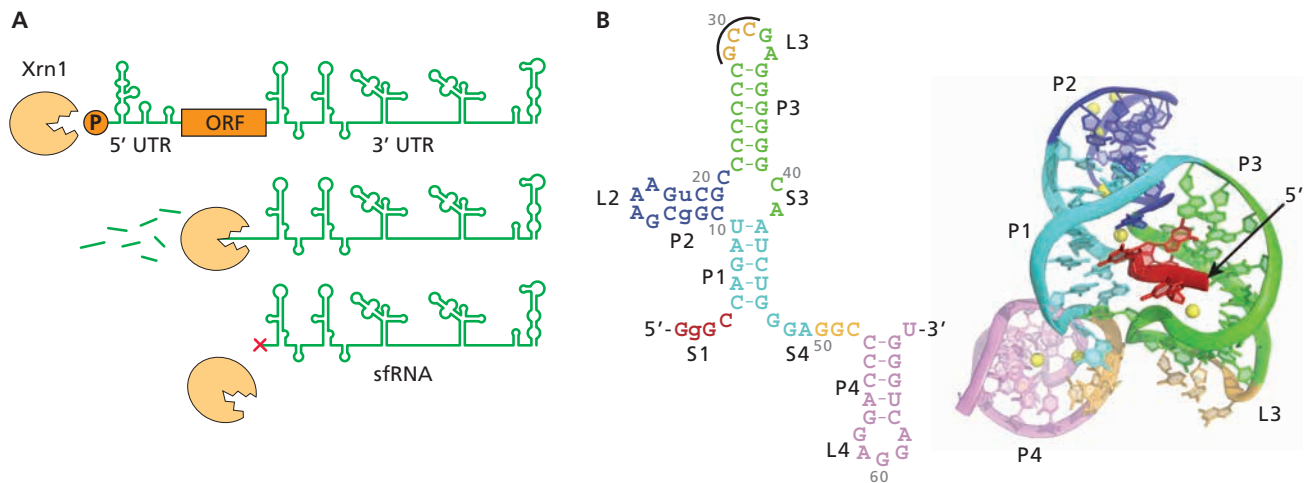 A
Xrn1
P
5’ UTR
ORF
3’ UTR
sfRNA
B
30
G C C G A
L3
C-G
C-G
C-G
C-G
C-G
C-G
P3
20
C
40
C
A
S3
L2
A A GuCG
G A CgGC
P2
10
U-A
A-U
G-C
A-U
C-G
P1
5’-GgGC
S1
G
GAGGC
S4
50
U-3’
C-G
C-G
C-G
A-U
G-C
P4
G A
A G G
L4
60
P2
P3
5’
P1
L3
P4